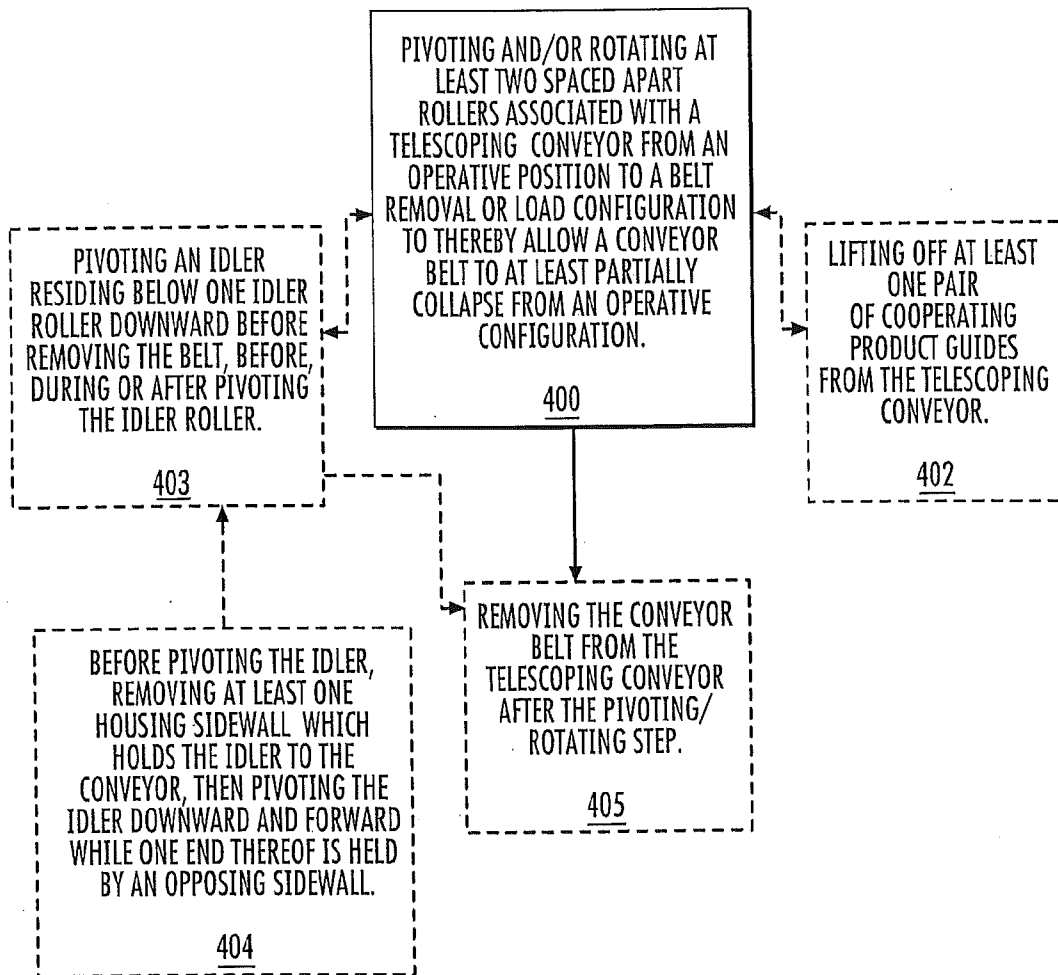 PIVOTING AND/OR ROTATING AT
LEAST TWO SPACED APART
ROLLERS ASSOCIATED WITH A
TELESCOPING CONVEYOR FROM AN
OPERATIVE POSITION TO A BELT
REMOVAL OR LOAD CONFIGURATION
TO THEREBY ALLOW A CONVEYOR
BELT TO AT LEAST PARTIALLY
COLLAPSE FROM AN OPERATIVE
CONFIGURATION.
400
PIVOTING AN IDLER
RESIDING BELOW ONE IDLER
ROLLER DOWNWARD BEFORE
REMOVING THE BELT, BEFORE,
DURING OR AFTER PIVOTING
THE IDLER ROLLER.
403
LIFTING OFF AT LEAST
ONE PAIR
OF COOPERATING
PRODUCT GUIDES
FROM THE TELESCOPING
CONVEYOR.
402
BEFORE PIVOTING THE IDLER,
REMOVING AT LEAST ONE
HOUSING SIDEWALL WHICH
HOLDS THE IDLER TO THE
CONVEYOR, THEN PIVOTING THE
IDLER DOWNWARD AND FORWARD
WHILE ONE END THEREOF IS HELD
BY AN OPPOSING SIDEWALL.
404
REMOVING THE CONVEYOR
BELT FROM THE
TELESCOPING CONVEYOR
AFTER THE PIVOTING/
ROTATING STEP.
405